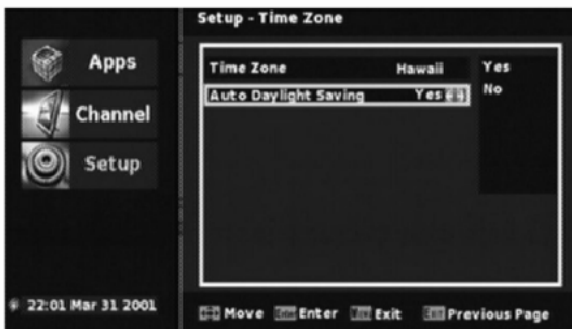 Setup - Time Zone
Apps
Channel
Setup
Time Zone Hawaii
Auto Daylight Saving Yes
Yes
No
22:01 Mar 31 2001
Move Enter Exit Previous Page